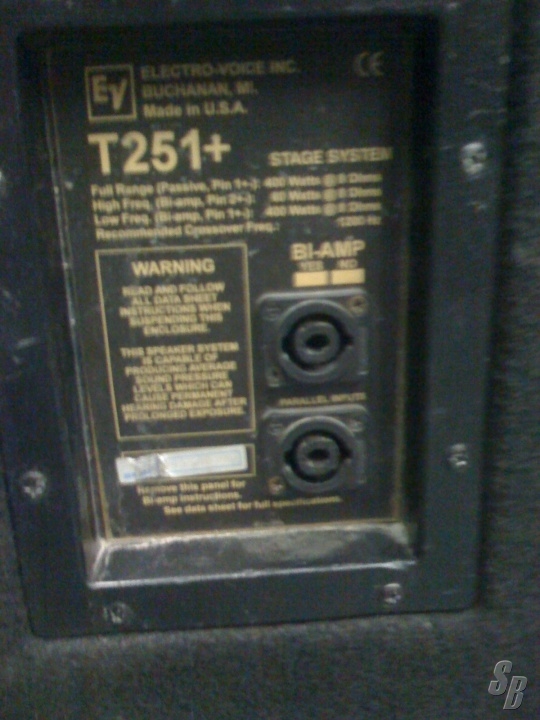 EV
ELECTRO-VOICE INC.
BUCHANAN, MI.
Made in U.S.A.
CE
T251+
STAGE SYSTEM
Full Range (Passive, Pin 1+-): 400 Watts @ 8 Ohms
High Freq. (Bi-amp, Pin 2+-): 40 Watts @ 8 Ohms
Low Freq. (Bi-amp, Pin 1+-): 400 Watts @ 8 Ohms
Recommended Crossover Freq.: 1250 Hz
BI-AMP
YES NO
WARNING
READ AND FOLLOW
ALL DATA SHEET
INSTRUCTIONS WHEN
SUSPENDING THIS
ENCLOSURE.
THIS SPEAKER SYSTEM
IS CAPABLE OF
PRODUCING AVERAGE
SOUND PRESSURE
LEVELS WHICH CAN
CAUSE PERMANENT
HEARING DAMAGE AFTER
PROLONGED EXPOSURE.
PARALLEL INPUTS
Remove this panel for
Bi-amp instructions.
See data sheet for full specifications.
SB